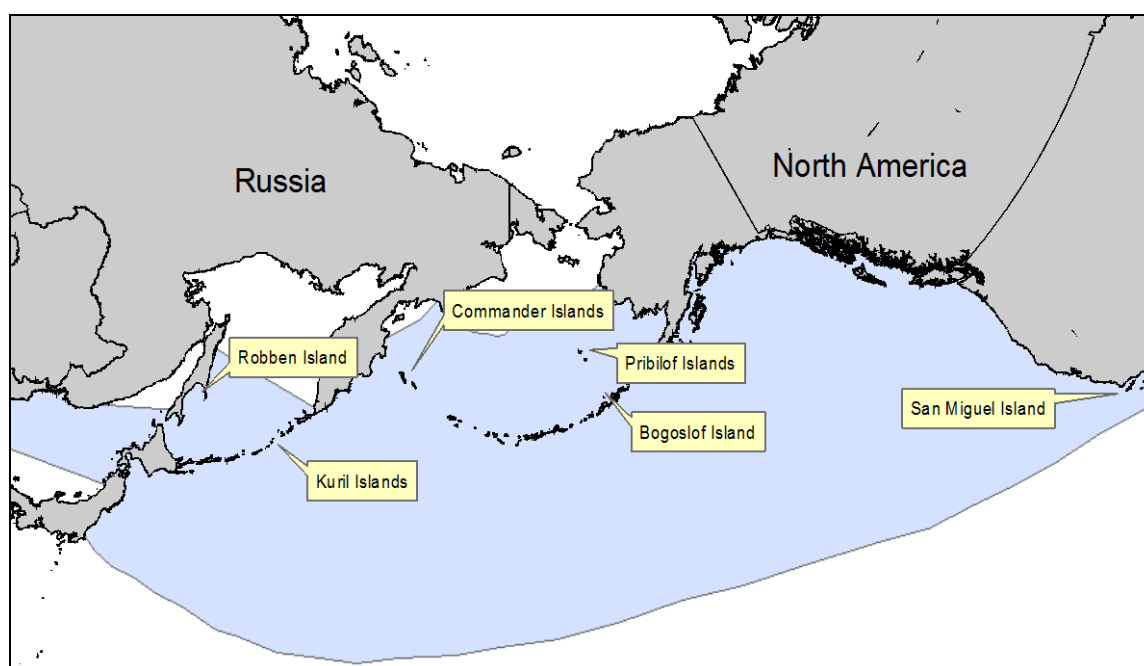 North America
Russia
Commander Islands
Robben Island
Pribilof Islands
San Miguel Island
Bogoslof Island
Kuril Islands